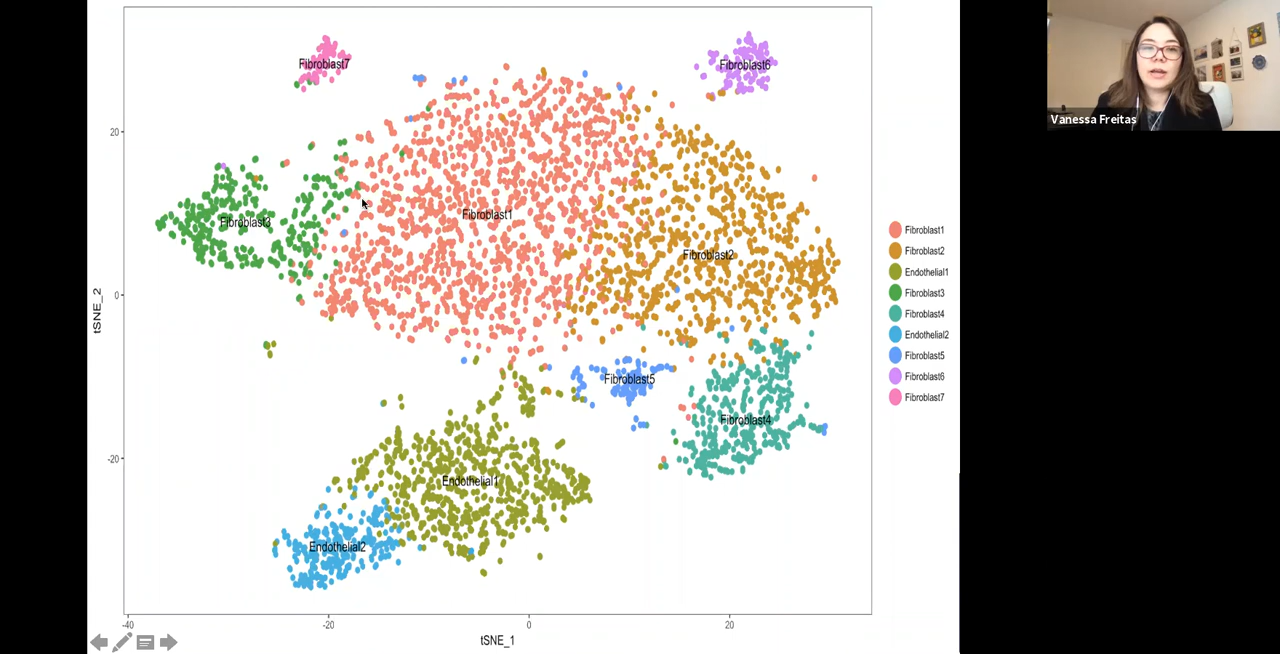 Fibroblast7
Fibroblast6
Vanessa Freitas
20
Fibroblast3
Fibroblast1
Fibroblast2
0
tSNE_2
Fibroblast5
Fibroblast4
-20
Endothelial1
Endothelial2
-40
-20
0
20
tSNE_1
Fibroblast1
Fibroblast2
Endothelial1
Fibroblast3
Fibroblast4
Endothelial2
Fibroblast5
Fibroblast6
Fibroblast7